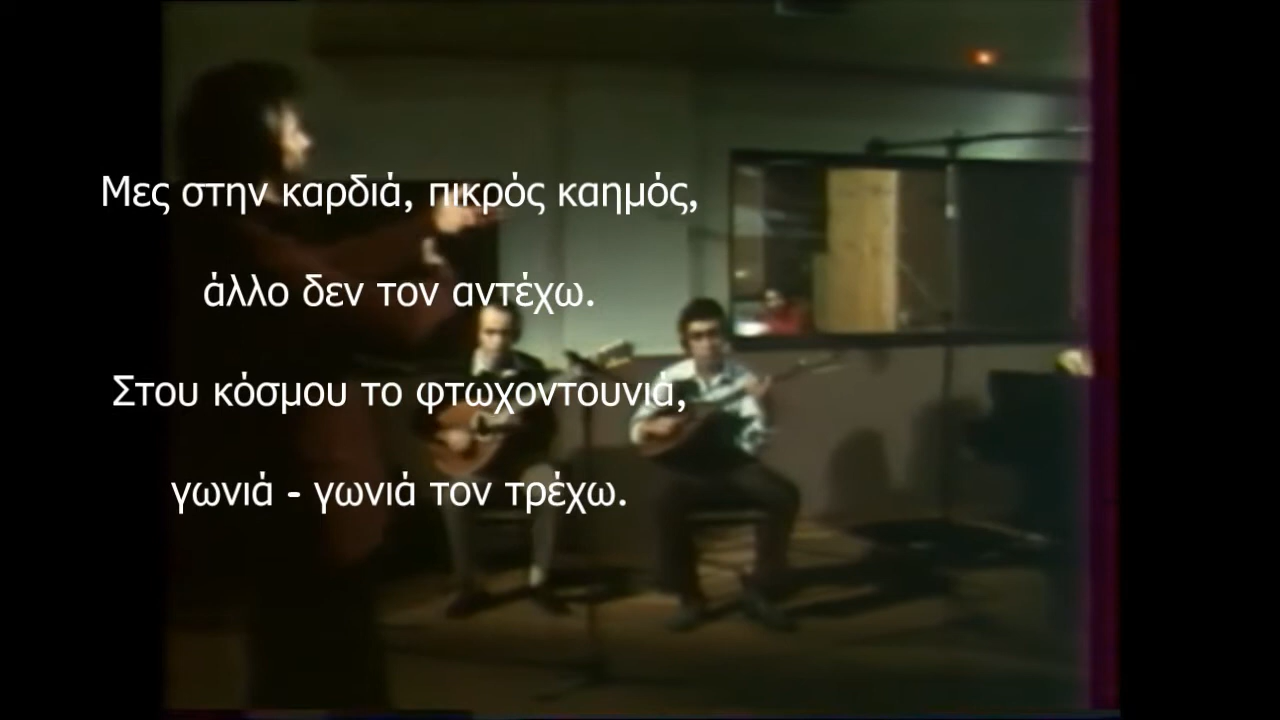 Μες στην καρδιά, πικρός καημός,
άλλο δεν τον αντέχω.
Στου κόσμου το φτωχοντουνιά,
γωνιά - γωνιά τον τρέχω.